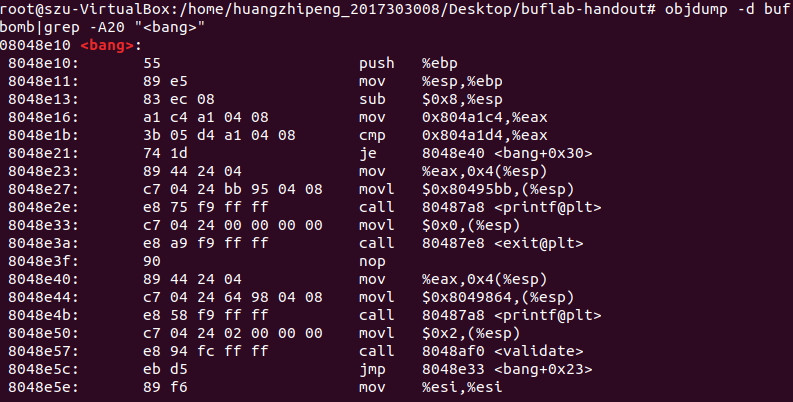 root@szu-VirtualBox:/home/huangzhipeng_2017303008/Desktop/buflab-handout# objdump -d buf
bomb|grep -A20 "<bang>"
08048e10 <bang>:
8048e10: 55 push %ebp
8048e11: 89 e5 mov %esp,%ebp
8048e13: 83 ec 08 sub $0x8,%esp
8048e16: a1 c4 a1 04 08 mov 0x804a1c4,%eax
8048e1b: 3b 05 d4 a1 04 08 cmp 0x804a1d4,%eax
8048e21: 74 1d je 8048e40 <bang+0x30>
8048e23: 89 44 24 04 mov %eax,0x4(%esp)
8048e27: c7 04 24 bb 95 04 08 movl $0x80495bb,(%esp)
8048e2e: e8 75 f9 ff ff call 80487a8 <printf@plt>
8048e33: c7 04 24 00 00 00 00 movl $0x0,(%esp)
8048e3a: e8 a9 f9 ff ff call 80487e8 <exit@plt>
8048e3f: 90 nop
8048e40: 89 44 24 04 mov %eax,0x4(%esp)
8048e44: c7 04 24 64 98 04 08 movl $0x8049864,(%esp)
8048e4b: e8 58 f9 ff ff call 80487a8 <printf@plt>
8048e50: c7 04 24 02 00 00 00 movl $0x2,(%esp)
8048e57: e8 94 fc ff ff call 8048af0 <validate>
8048e5c: eb d5 jmp 8048e33 <bang+0x23>
8048e5e: 89 f6 mov %esi,%esi